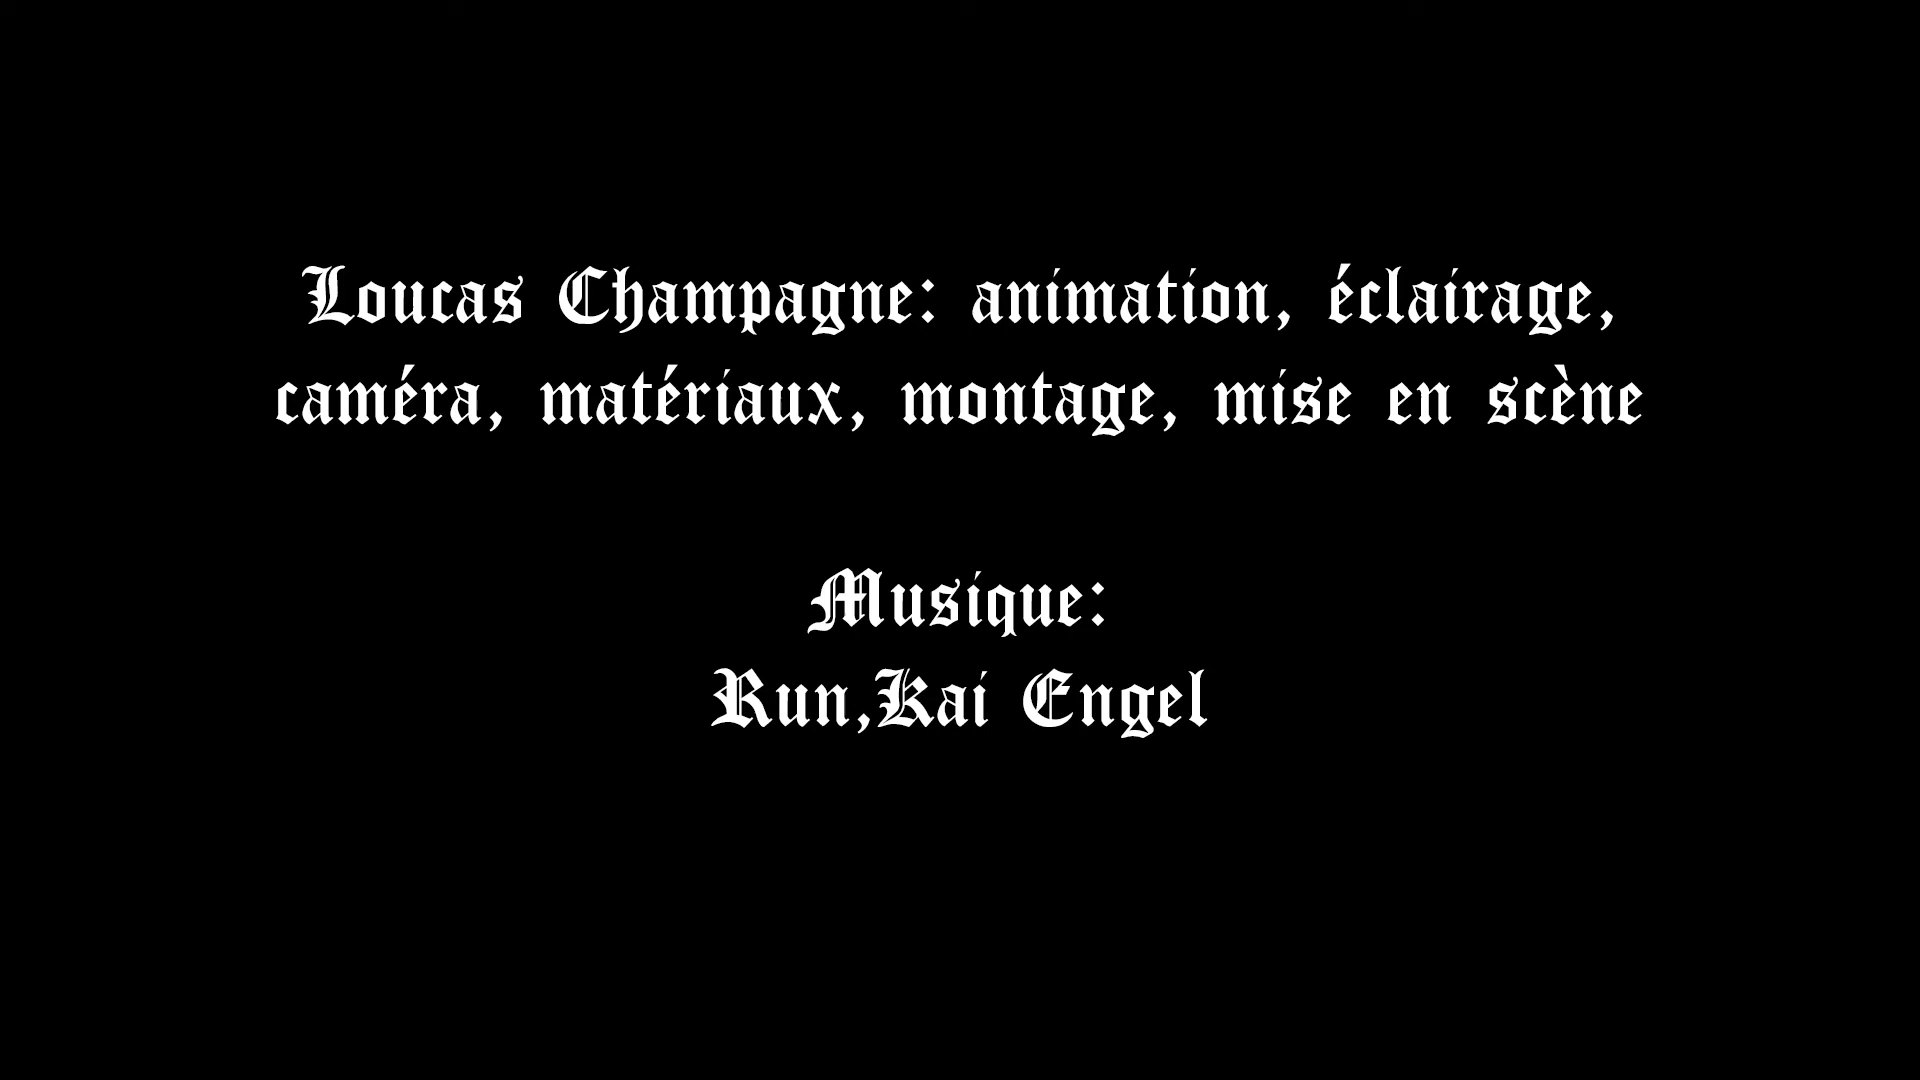 Loucas Champagne: animation, éclairage,
caméra, matériaux, montage, mise en scène
Musique:
Run,Kai Engel